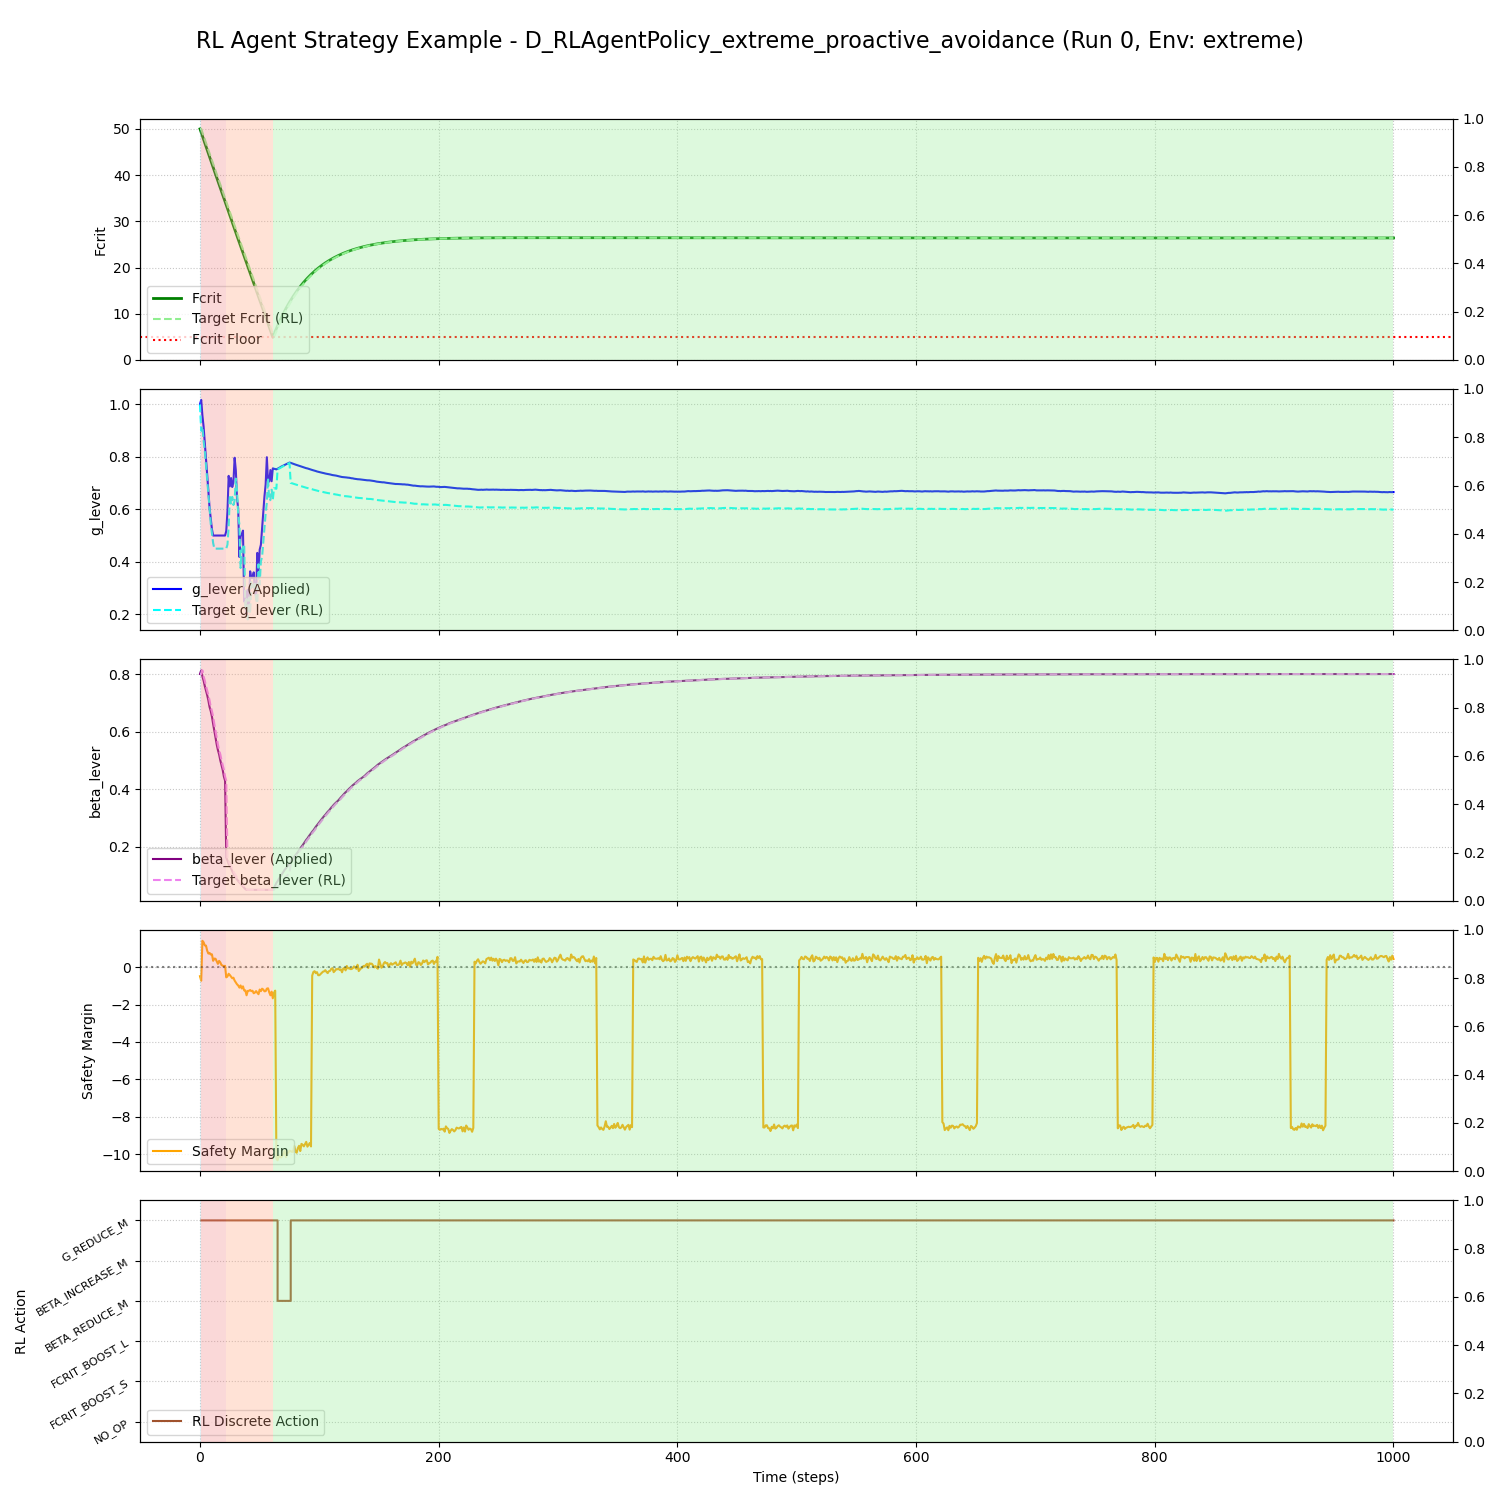 RL Agent Strategy Example - D_RLAgentPolicy_extreme_proactive_avoidance (Run 0, Env: extreme)
50
40
30
20
10
0
Fcrit
1.0
0.8
0.6
0.4
0.2
0.0
Fcrit
Target Fcrit (RL)
Fcrit Floor
1.0
0.8
0.6
0.4
0.2
g_lever
1.0
0.8
0.6
0.4
0.2
0.0
g_lever (Applied)
Target g_lever (RL)
0.8
0.6
0.4
0.2
beta_lever
1.0
0.8
0.6
0.4
0.2
0.0
beta_lever (Applied)
Target beta_lever (RL)
0
−2
−4
−6
−8
−10
Safety Margin
1.0
0.8
0.6
0.4
0.2
0.0
Safety Margin
G_REDUCE_M
BETA_INCREASE_M
BETA_REDUCE_M
FCRIT_BOOST_L
FCRIT_BOOST_S
NO_OP
RL Action
1.0
0.8
0.6
0.4
0.2
0.0
RL Discrete Action
0 200 400 600 800 1000
Time (steps)